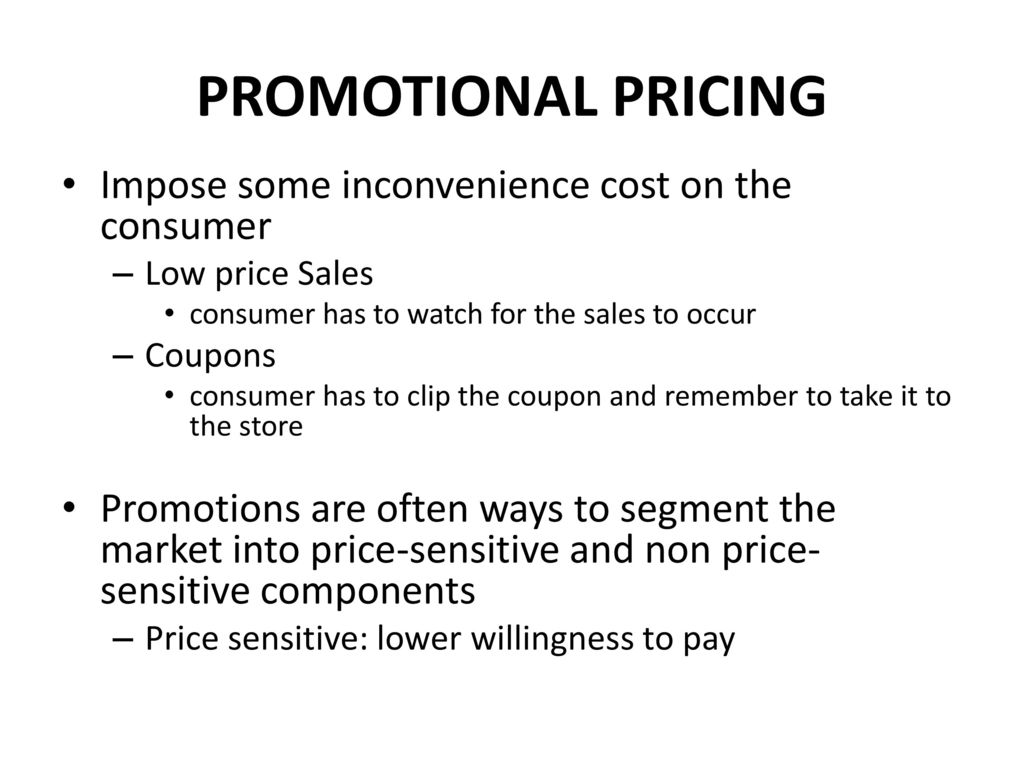 PROMOTIONAL PRICING
• Impose some inconvenience cost on the
consumer
– Low price Sales
• consumer has to watch for the sales to occur
– Coupons
• consumer has to clip the coupon and remember to take it to
the store
• Promotions are often ways to segment the
market into price-sensitive and non price-
sensitive components
– Price sensitive: lower willingness to pay